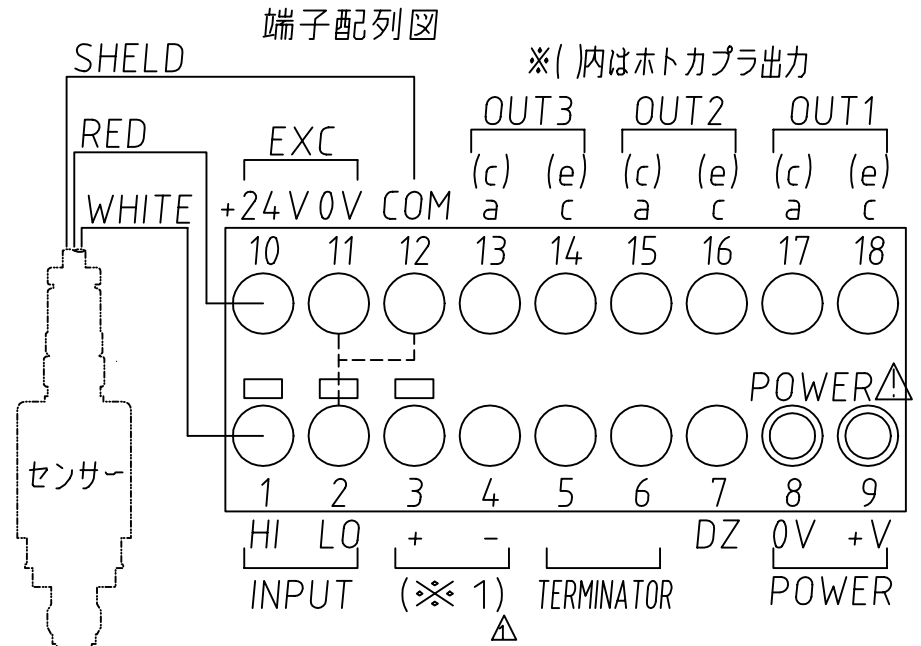 端子配列図
SHELD
※( )内はホトカプラ出力
RED
EXC
OUT3 OUT2 OUT1
(c) (e) (c) (e) (c) (e)
WHITE
+24V 0V COM a c a c a c
10 11 12 13 14 15 16 17 18
POWER ⚠
センサー
1 2 3 4 5 6 7 8 9
HI LO + - DZ 0V +V
INPUT (※ 1) TERMINATOR POWER
1